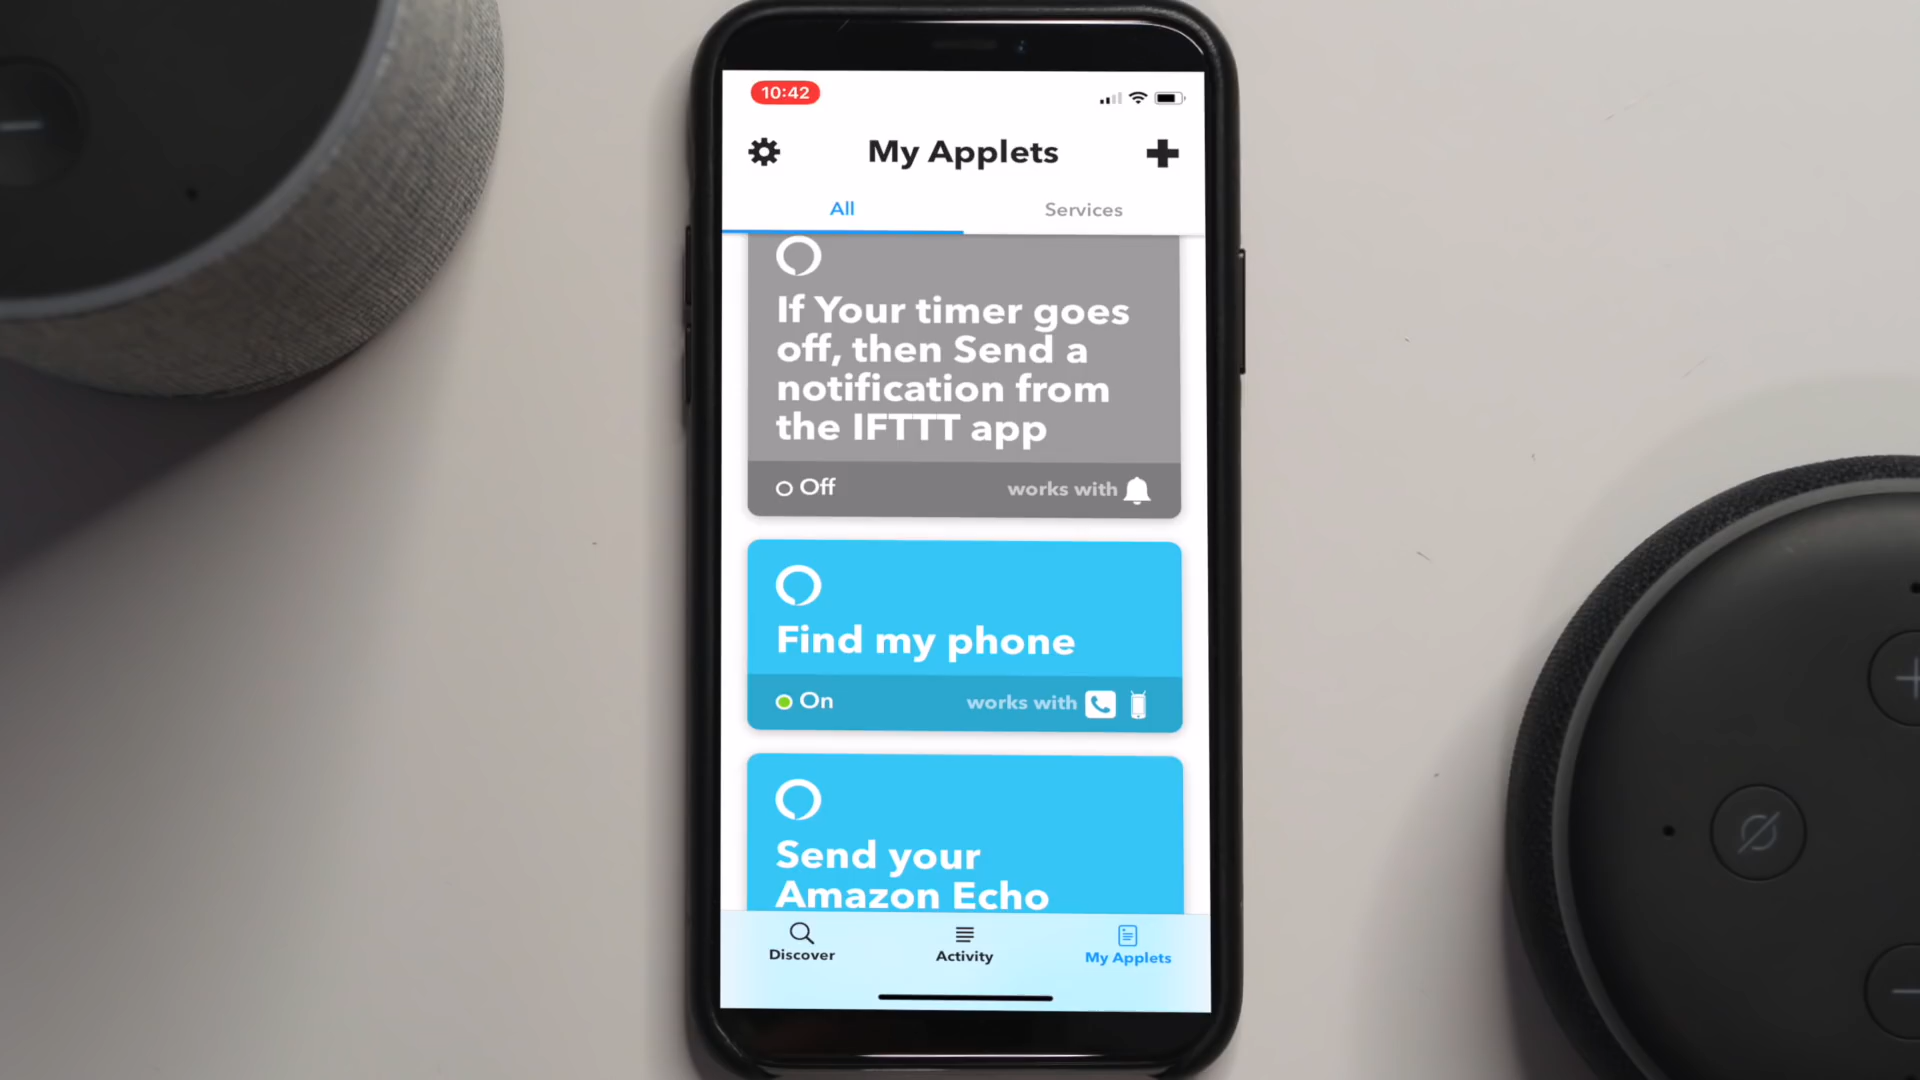 10:42
My Applets
All
Services
If Your timer goes
off, then Send a
notification from
the IFTTT app
Off
works with
Find my phone
On
works with
Send your
Amazon Echo
Discover
Activity
My Applets